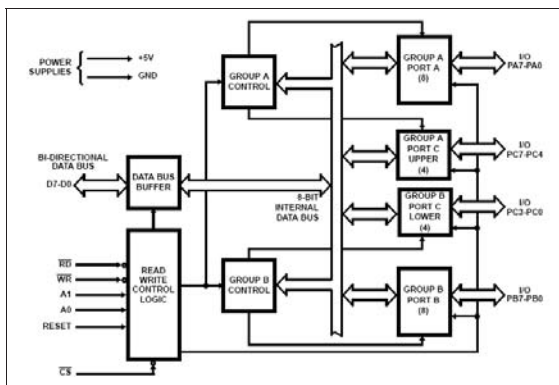 POWER
SUPPLIES
+5V
GND
GROUP A
CONTROL
GROUP A
PORT A
(8)
I/O
PA7-PA0
GROUP A
PORT C
UPPER
(4)
I/O
PC7-PC4
BI-DIRECTIONAL
DATA BUS
D7-D0
DATA BUS
BUFFER
8-BIT
INTERNAL
DATA BUS
GROUP B
PORT C
LOWER
(4)
I/O
PC3-PC0
RD
WR
A1
A0
RESET
CS
READ
WRITE
CONTROL
LOGIC
GROUP B
CONTROL
GROUP B
PORT B
(8)
I/O
PB7-PB0